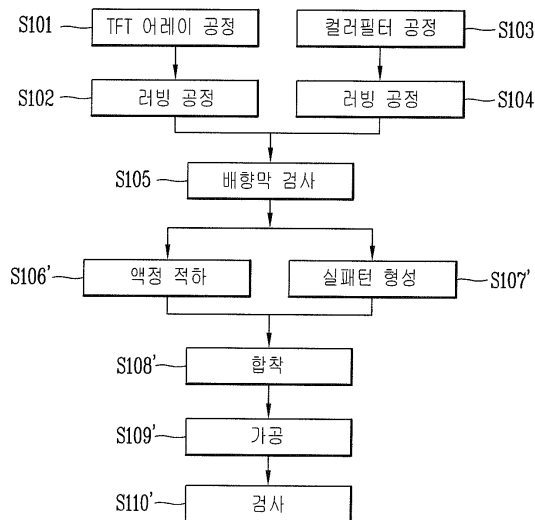 S101 TFT 어레이 공정 컬러필터 공정 S103
S102 러빙 공정 러빙 공정 S104
S105 배향막 검사
S106' 액정 적하 실패턴 형성 S107'
S108' 합착
S109' 가공
S110' 검사